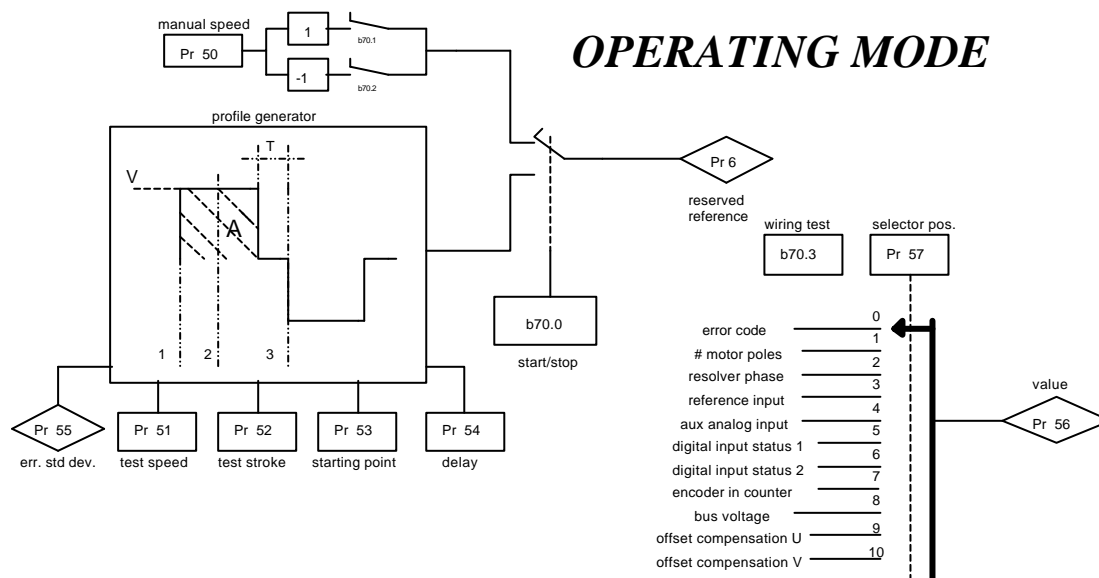 OPERATING MODE
manual speed
Pr 50
1
b70.1
-1
b70.2
profile generator
T
V
A
1
2
3
Pr 6
reserved
reference
b70.0
start/stop
Pr 55
err. std dev.
Pr 51
test speed
Pr 52
test stroke
Pr 53
starting point
Pr 54
delay
wiring test
b70.3
selector pos.
Pr 57
0
error code
1
# motor poles
2
resolver phase
3
reference input
4
aux analog input
5
digital input status 1
6
digital input status 2
7
encoder in counter
8
bus voltage
9
offset compensation U
10
offset compensation V
value
Pr 56